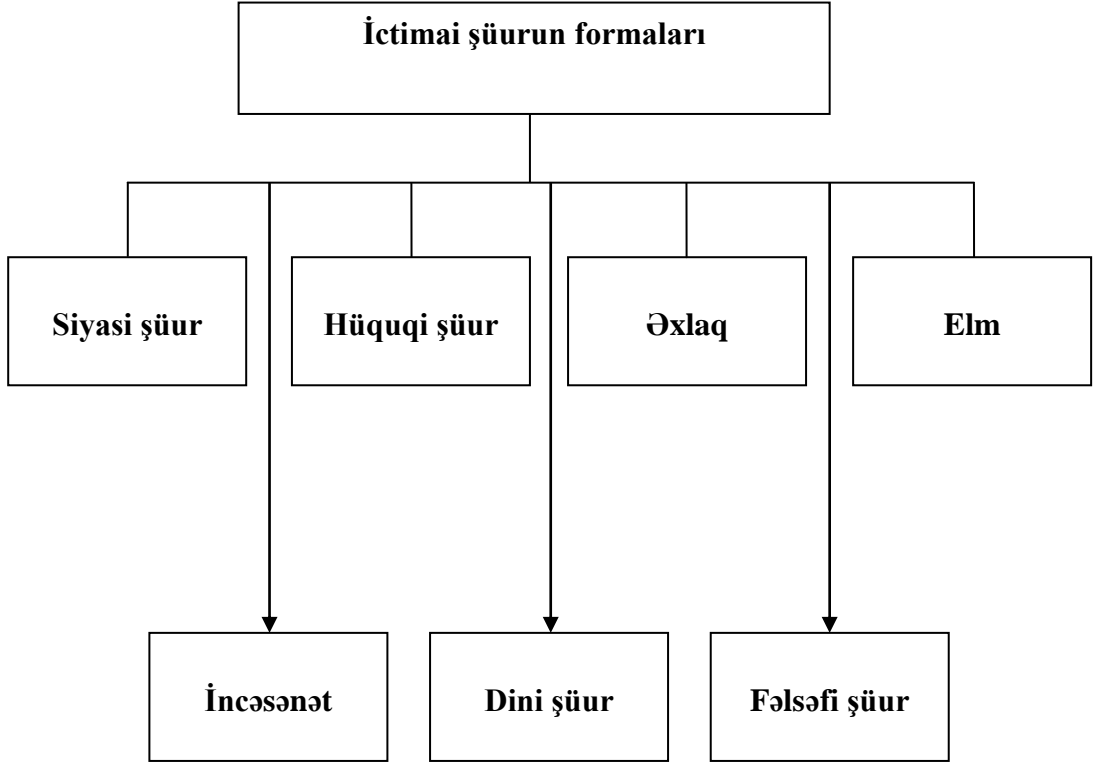 İctimai şüurun formaları
Siyasi şüur
Hüquqi şüur
Əxlaq
Elm
İncəsənət
Dini şüur
Fəlsəfi şüur